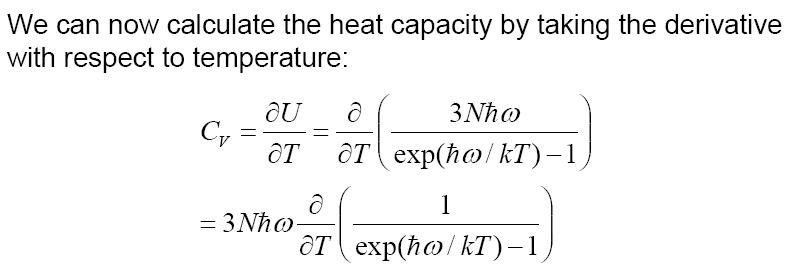 We can now calculate the heat capacity by taking the derivative
with respect to temperature:
C_V = ∂U/∂T = ∂/∂T ( 3Nħω / (exp(ħω/kT) − 1) )
= 3Nħω ∂/∂T ( 1 / (exp(ħω/kT) − 1) )